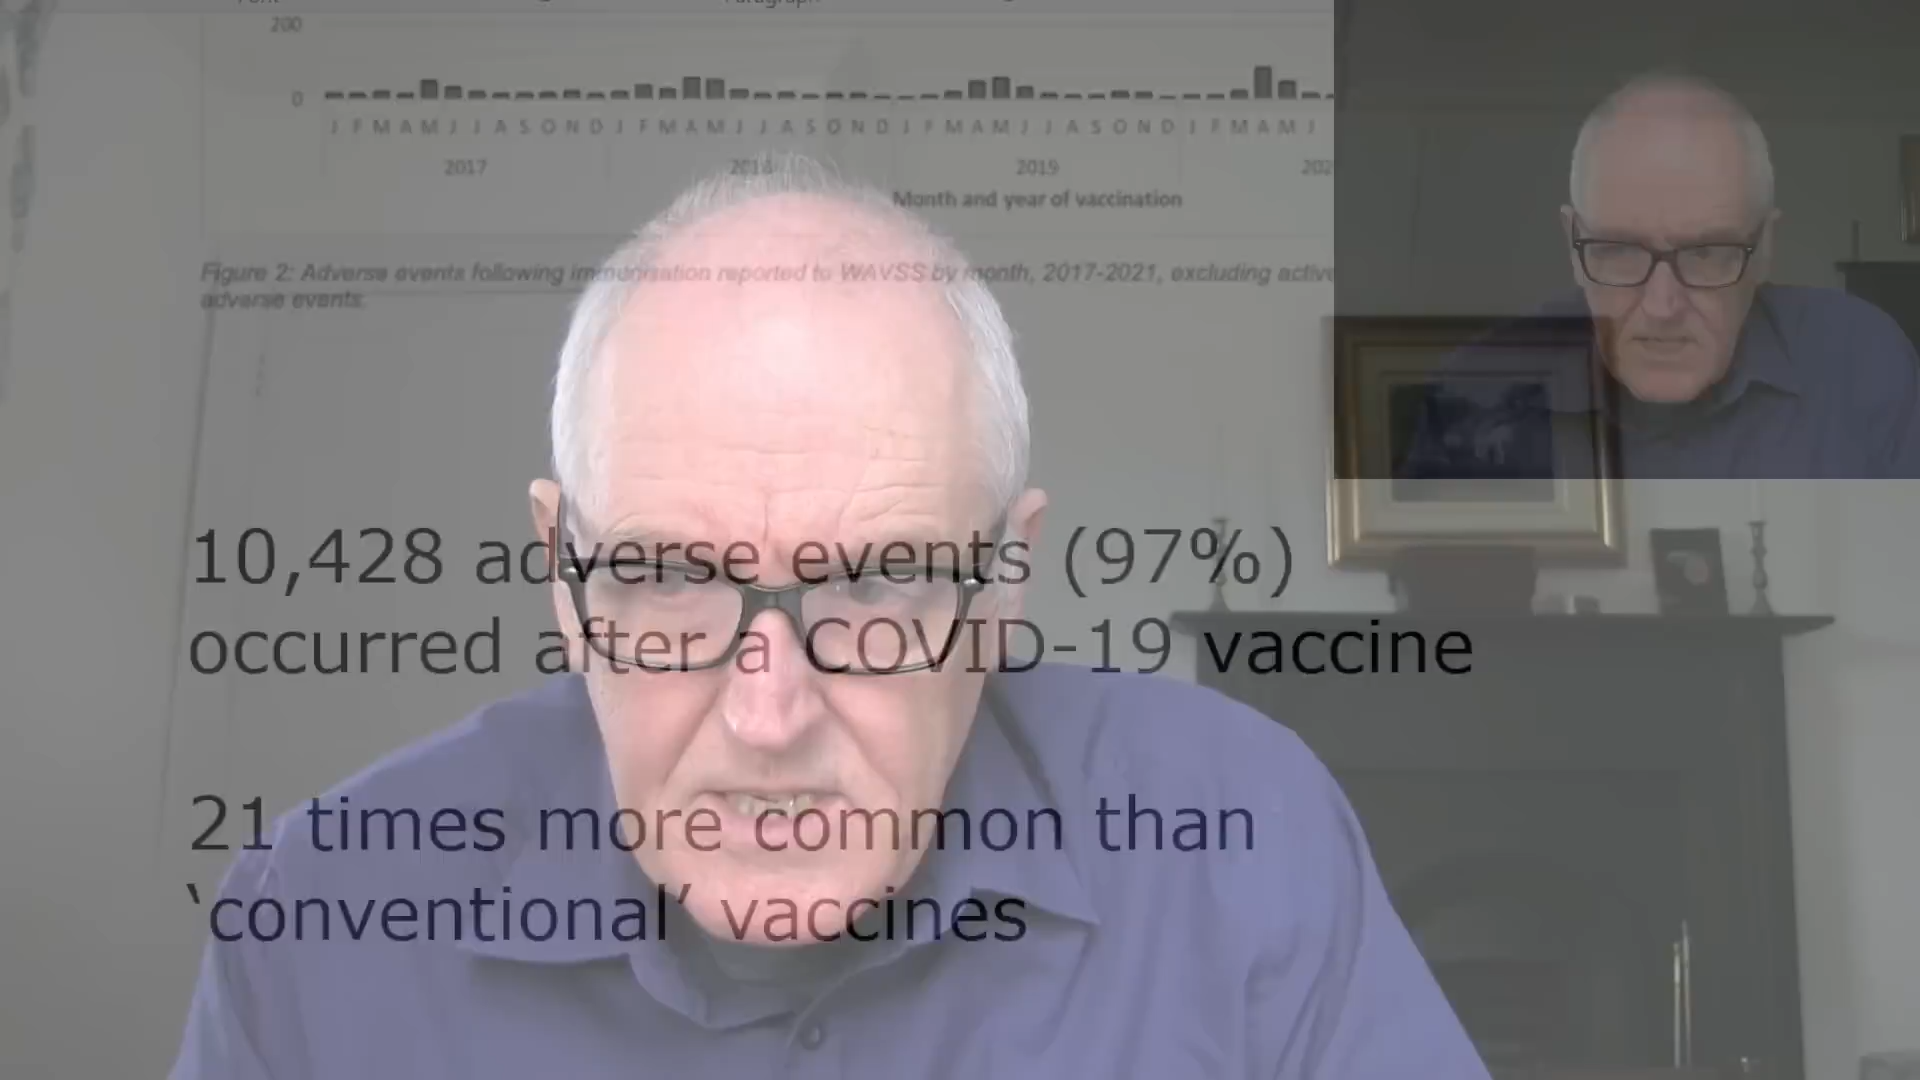 200
0
J F M A M J J A S O N D J F M A M J J A S O N D J F M A M J J A S O N D J F M A M J
2017 2018 2019 202
Month and year of vaccination
Figure 2: Adverse events following immunisation reported to WAVSS by month, 2017-2021, excluding active
adverse events.
10,428 adverse events (97%)
occurred after a COVID-19 vaccine
21 times more common than
‘conventional’ vaccines